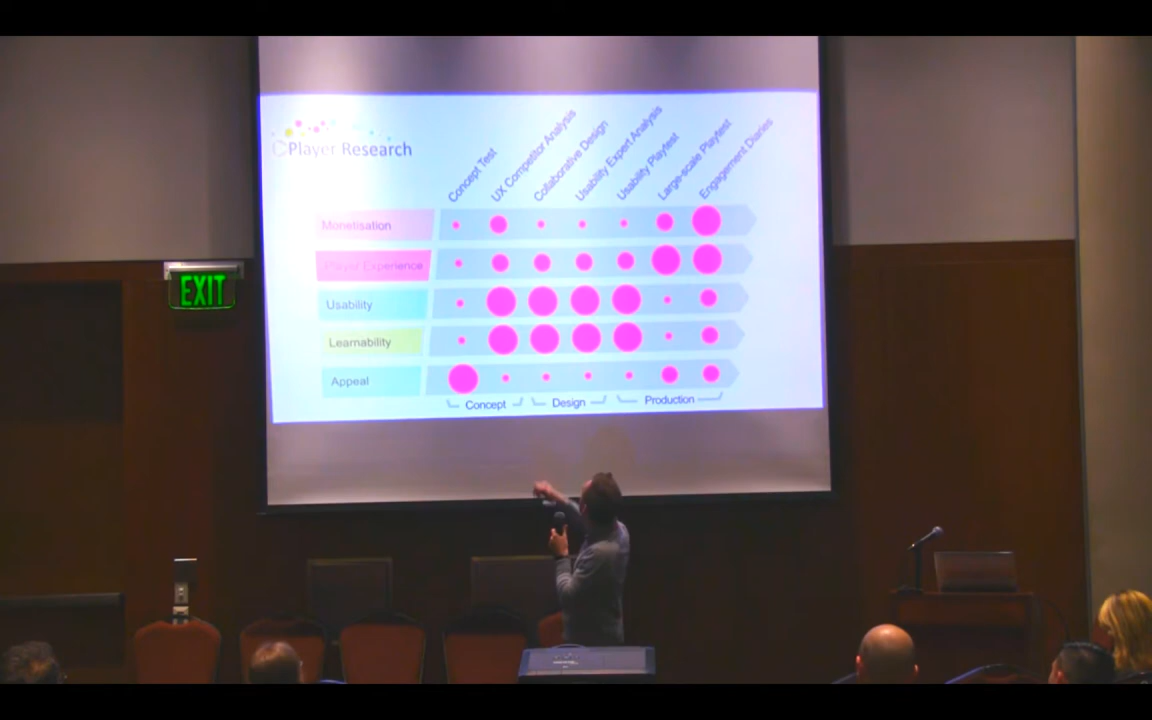 Player Research
Concept Test
UX Competitor Analysis
Collaborative Design
Usability Expert Analysis
Usability Playtest
Large-scale Playtest
Engagement Diaries
Monetisation
Player Experience
Usability
Learnability
Appeal
Concept
Design
Production
EXIT